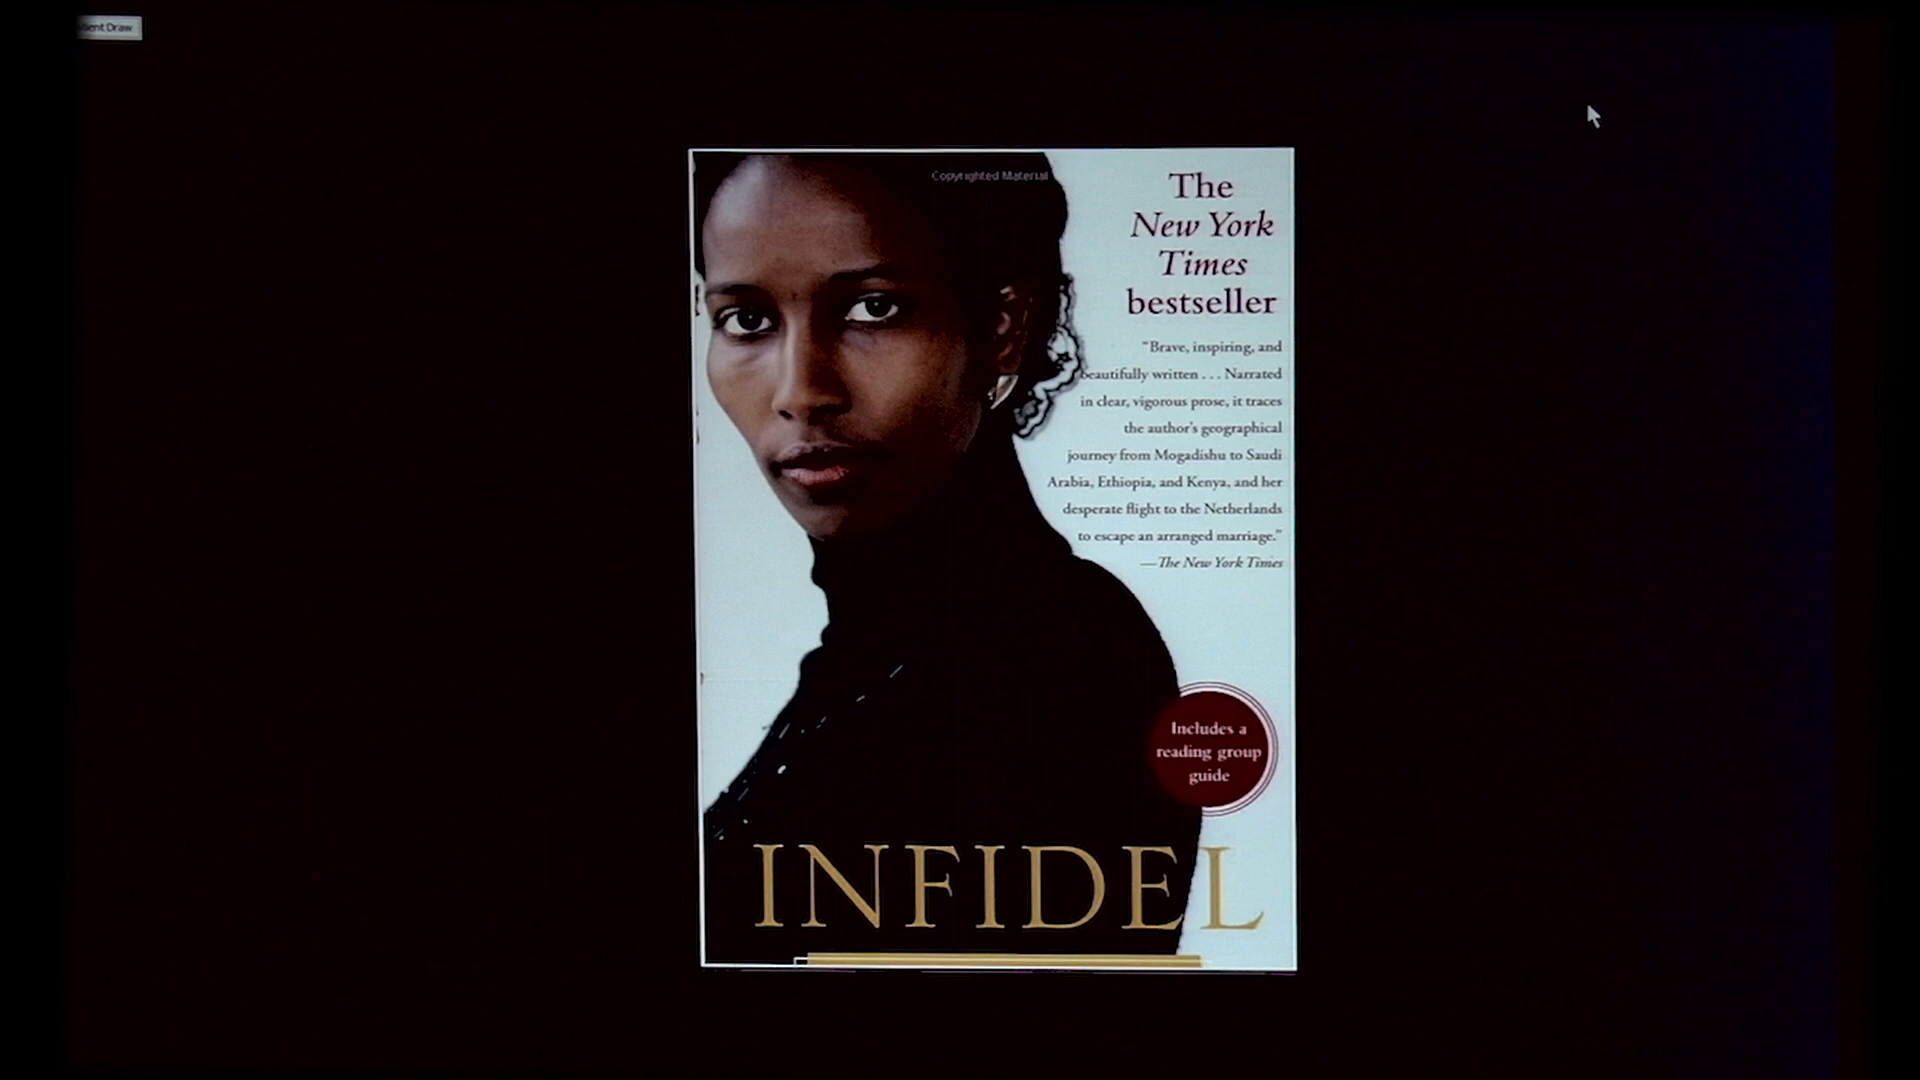 Draw
Copyrighted Material
The
New York
Times
bestseller
"Brave, inspiring, and
beautifully written . . . Narrated
in clear, vigorous prose, it traces
the author's geographical
journey from Mogadishu to Saudi
Arabia, Ethiopia, and Kenya, and her
desperate flight to the Netherlands
to escape an arranged marriage."
—The New York Times
Includes a
reading group
guide
INFIDEL